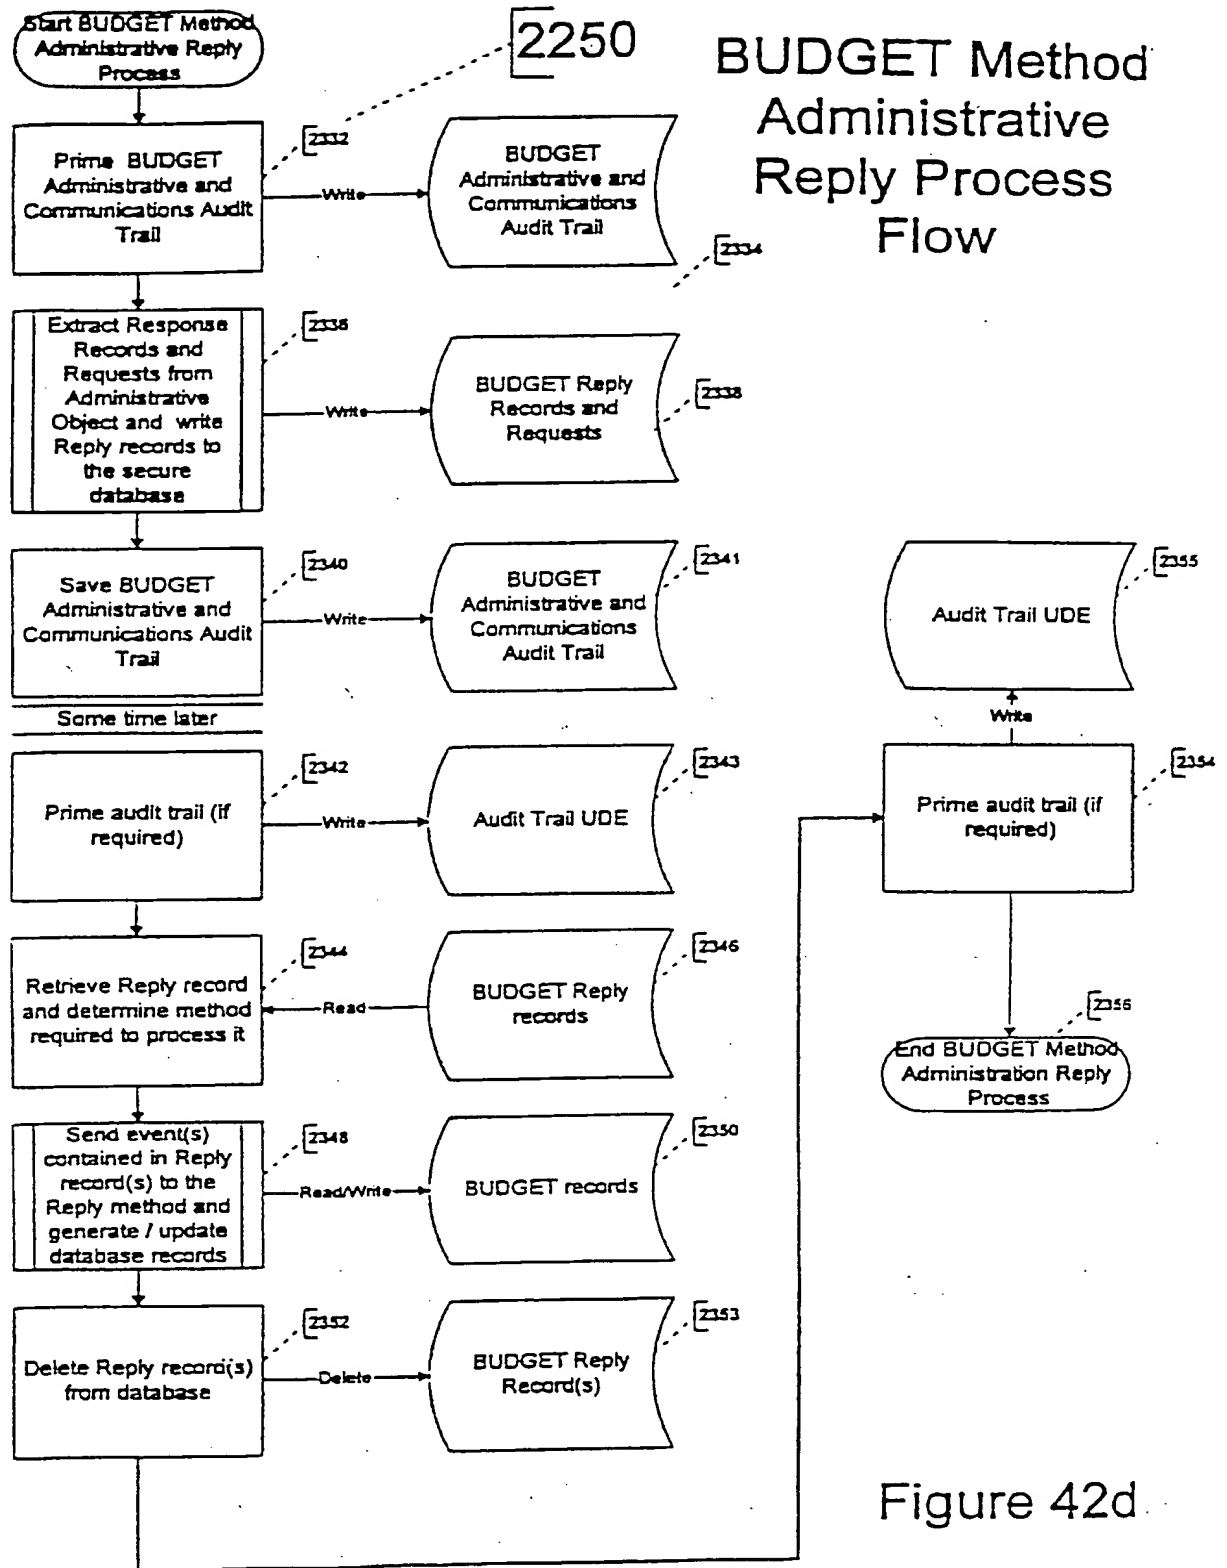 Start BUDGET Method
Administrative Reply
Process
2250
BUDGET Method
Administrative
Reply Process
Flow
Prime BUDGET
Administrative and
Communications Audit
Trail
2332
Write
BUDGET
Administrative and
Communications
Audit Trail
2334
Extract Response
Records and
Requests from
Administrative
Object and write
Reply records to
the secure
database
2336
Write
BUDGET Reply
Records and
Requests
2338
Save BUDGET
Administrative and
Communications Audit
Trail
2340
Write
BUDGET
Administrative and
Communications
Audit Trail
2341
Some time later
Prime audit trail (if
required)
2342
Write
Audit Trail UDE
2343
Retrieve Reply record
and determine method
required to process it
2344
Read
BUDGET Reply
records
2346
Send event(s)
contained in Reply
record(s) to the
Reply method and
generate / update
database records
2348
Read/Write
BUDGET records
2350
Delete Reply record(s)
from database
2352
Delete
BUDGET Reply
Record(s)
2353
Audit Trail UDE
2355
Write
Prime audit trail (if
required)
2354
2356
End BUDGET Method
Administration Reply
Process
Figure 42d